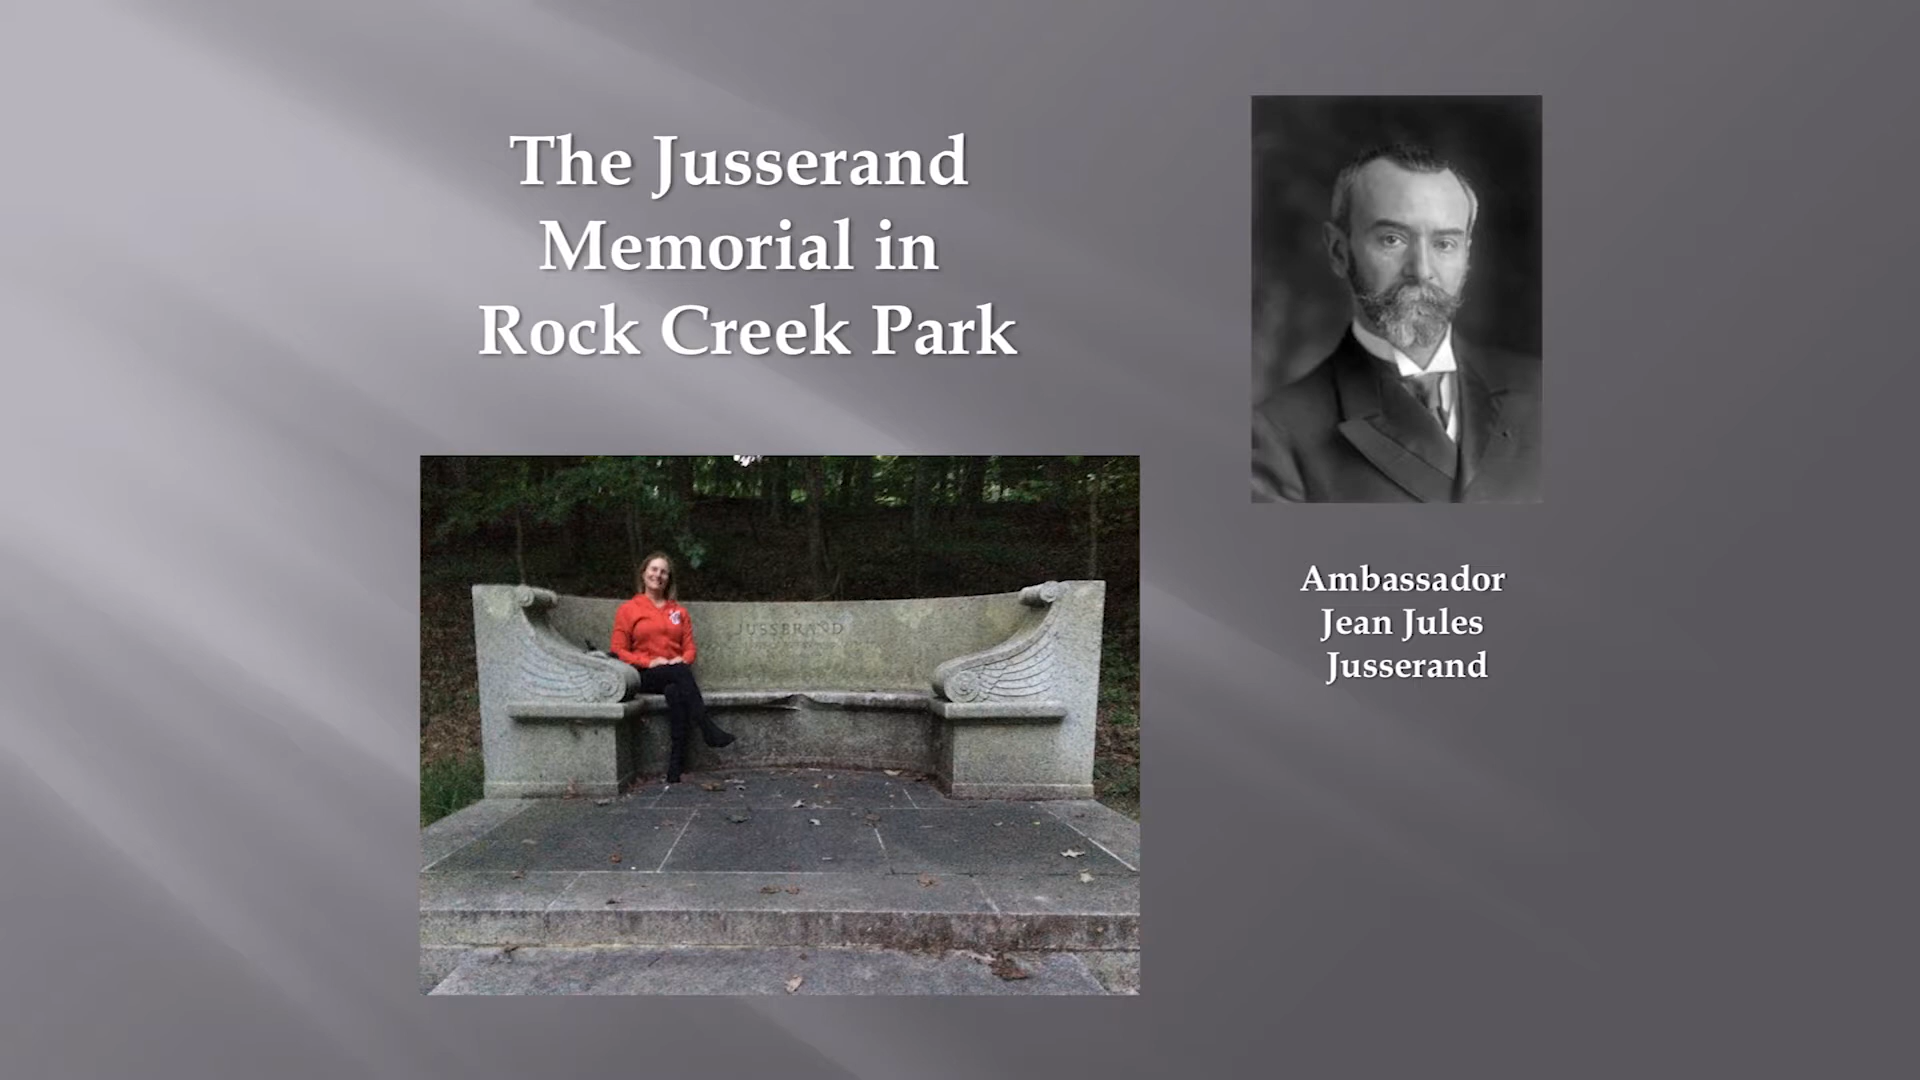 The Jusserand
Memorial in
Rock Creek Park
JUSSERAND
Ambassador
Jean Jules
Jusserand